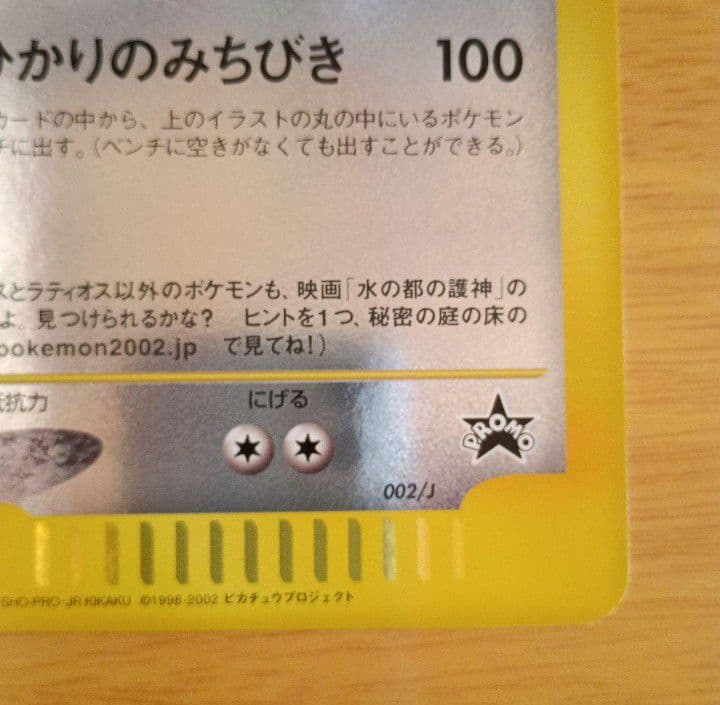 ひかりのみちびき 100
カードの中から、上のイラストの丸の中にいるポケモン
チに出す。(ベンチに空きがなくても出すことができる。)
スとラティオス以外のポケモンも、映画「水の都の護神」の
よ。見つけられるかな? ヒントを1つ、秘密の庭の床の
pokemon2002.jp で見てね!)
抵抗力 にげる
PROMO
002/J
SHO-PRO・JR KIKAKU ©1998-2002 ピカチュウプロジェクト